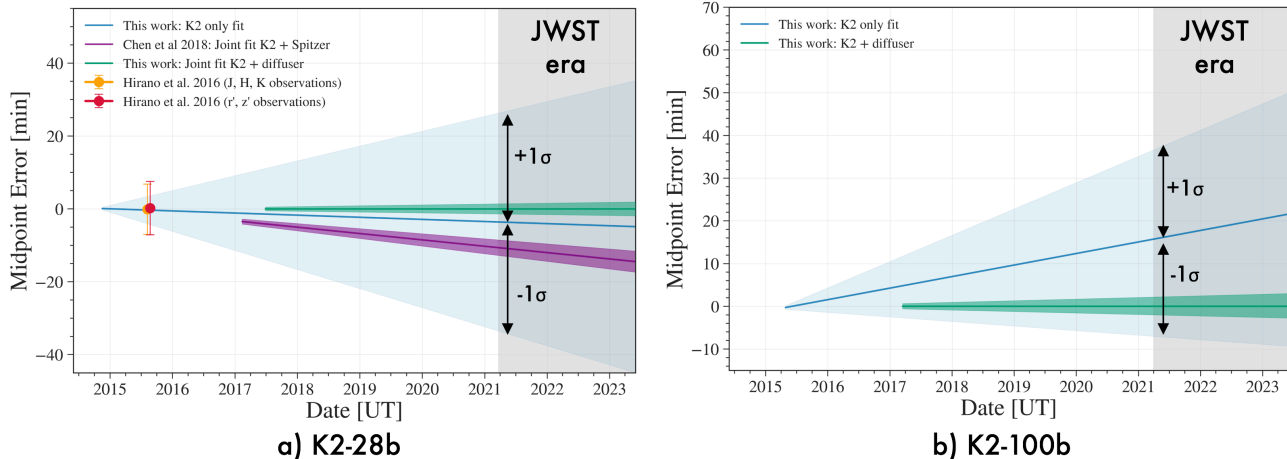 This work: K2 only fit
Chen et al 2018: Joint fit K2 + Spitzer
This work: Joint fit K2 + diffuser
Hirano et al. 2016 (J, H, K observations)
Hirano et al. 2016 (r', z' observations)
JWST
era
+1σ
-1σ
40
20
0
−20
−40
Midpoint Error [min]
2015 2016 2017 2018 2019 2020 2021 2022 2023
Date [UT]
a) K2-28b
This work: K2 only fit
This work: K2 + diffuser
JWST
era
+1σ
-1σ
70
60
50
40
30
20
10
0
−10
Midpoint Error [min]
2015 2016 2017 2018 2019 2020 2021 2022 2023
Date [UT]
b) K2-100b